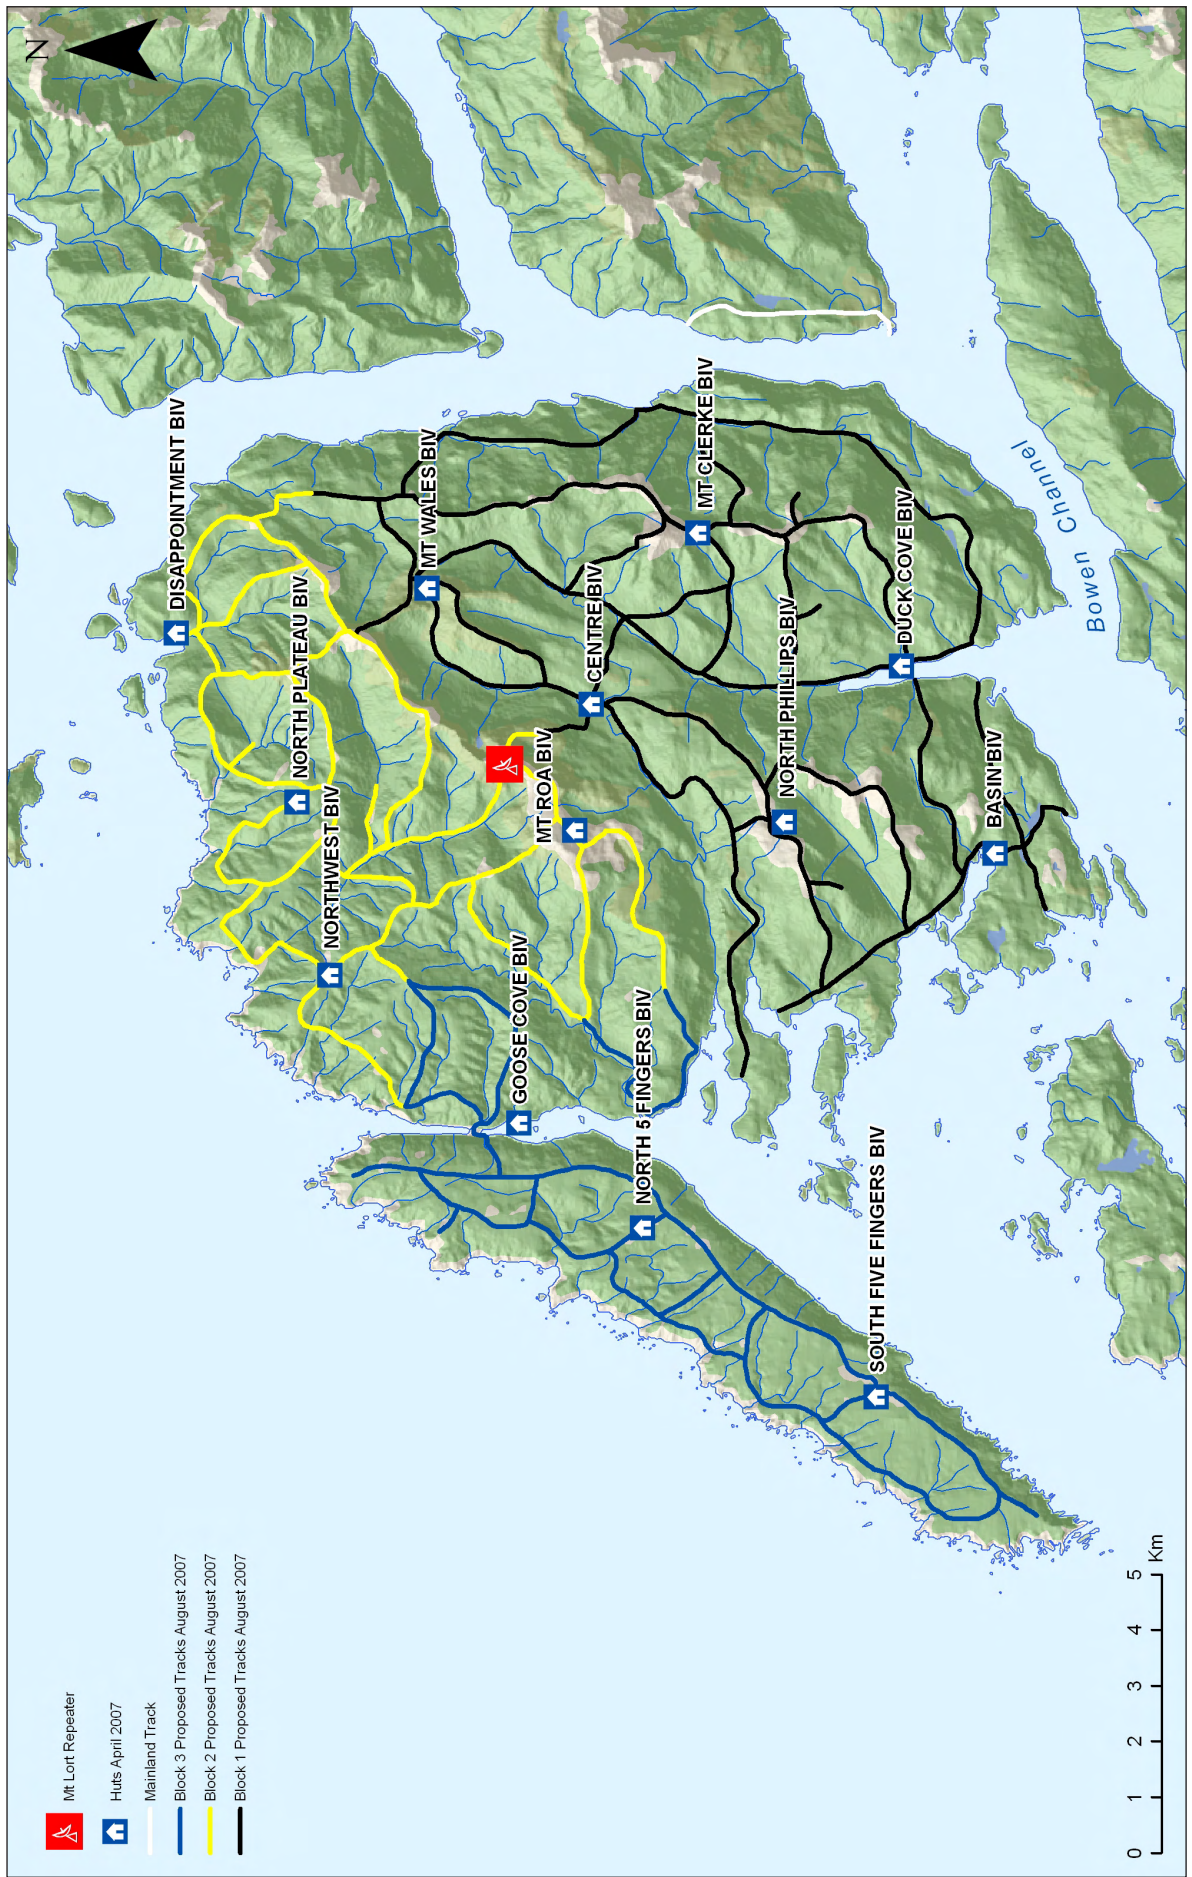 N
Mt Lort Repeater
Huts April 2007
Mainland Track
Block 3 Proposed Tracks August 2007
Block 2 Proposed Tracks August 2007
Block 1 Proposed Tracks August 2007
DISAPPOINTMENT BIV
NORTH PLATEAU BIV
NORTHWEST BIV
MT WALES BIV
CENTRE BIV
MT ROA BIV
GOOSE COVE BIV
MT CLERKE BIV
NORTH 5 FINGERS BIV
NORTH PHILLIPS BIV
DUCK COVE BIV
SOUTH FIVE FINGERS BIV
BASIN BIV
Bowen Channel
0 1 2 3 4 5
Km